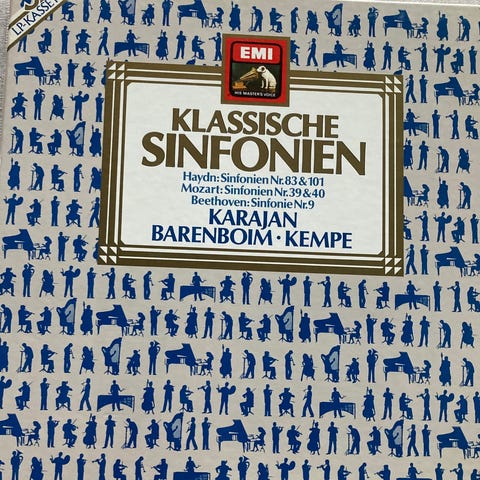 LP-KASSE
EMI
HIS MASTER'S VOICE
KLASSISCHE
SINFONIEN
Haydn: Sinfonien Nr. 83 & 101
Mozart: Sinfonien Nr. 39 & 40
Beethoven: Sinfonie Nr. 9
KARAJAN
BARENBOIM · KEMPE